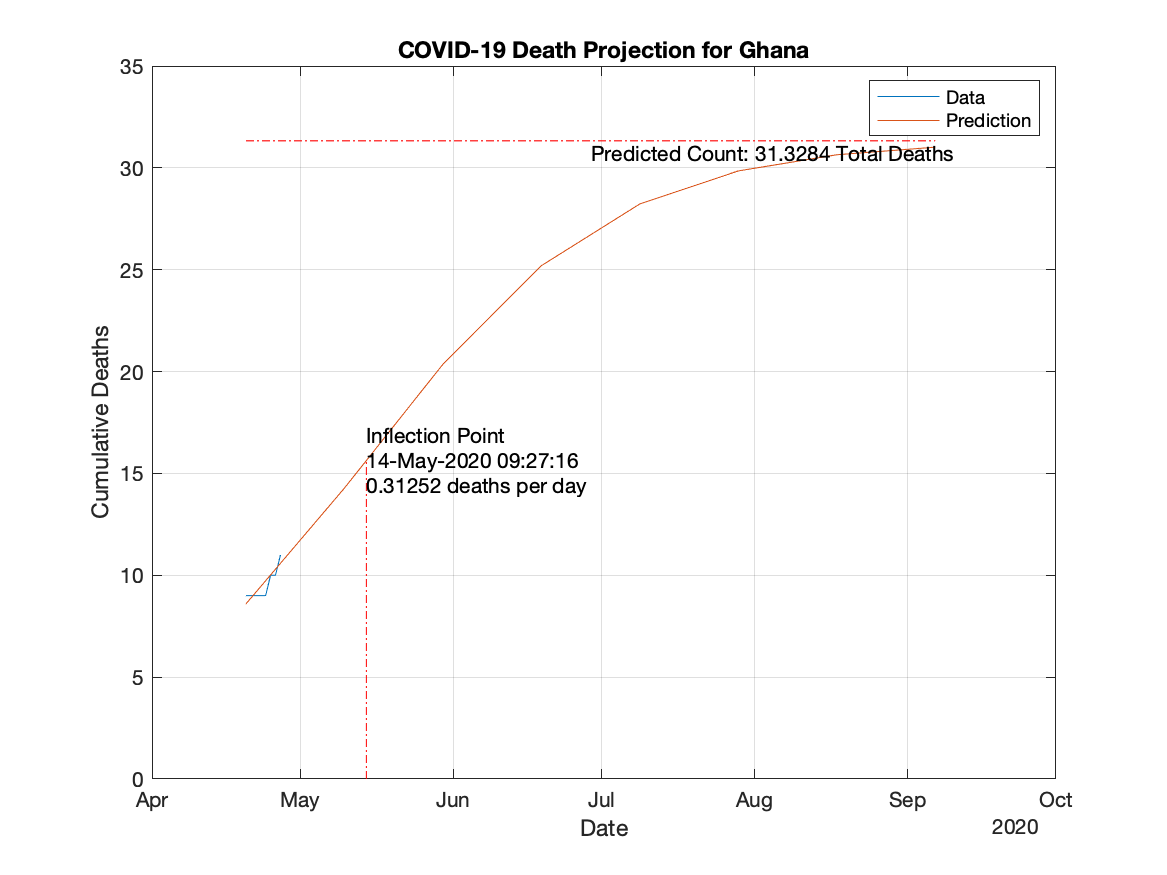 COVID-19 Death Projection for Ghana
35
30
25
20
15
10
5
0
Cumulative Deaths
Data
Prediction
Predicted Count: 31.3284 Total Deaths
Inflection Point
14-May-2020 09:27:16
0.31252 deaths per day
Apr May Jun Jul Aug Sep Oct
Date
2020